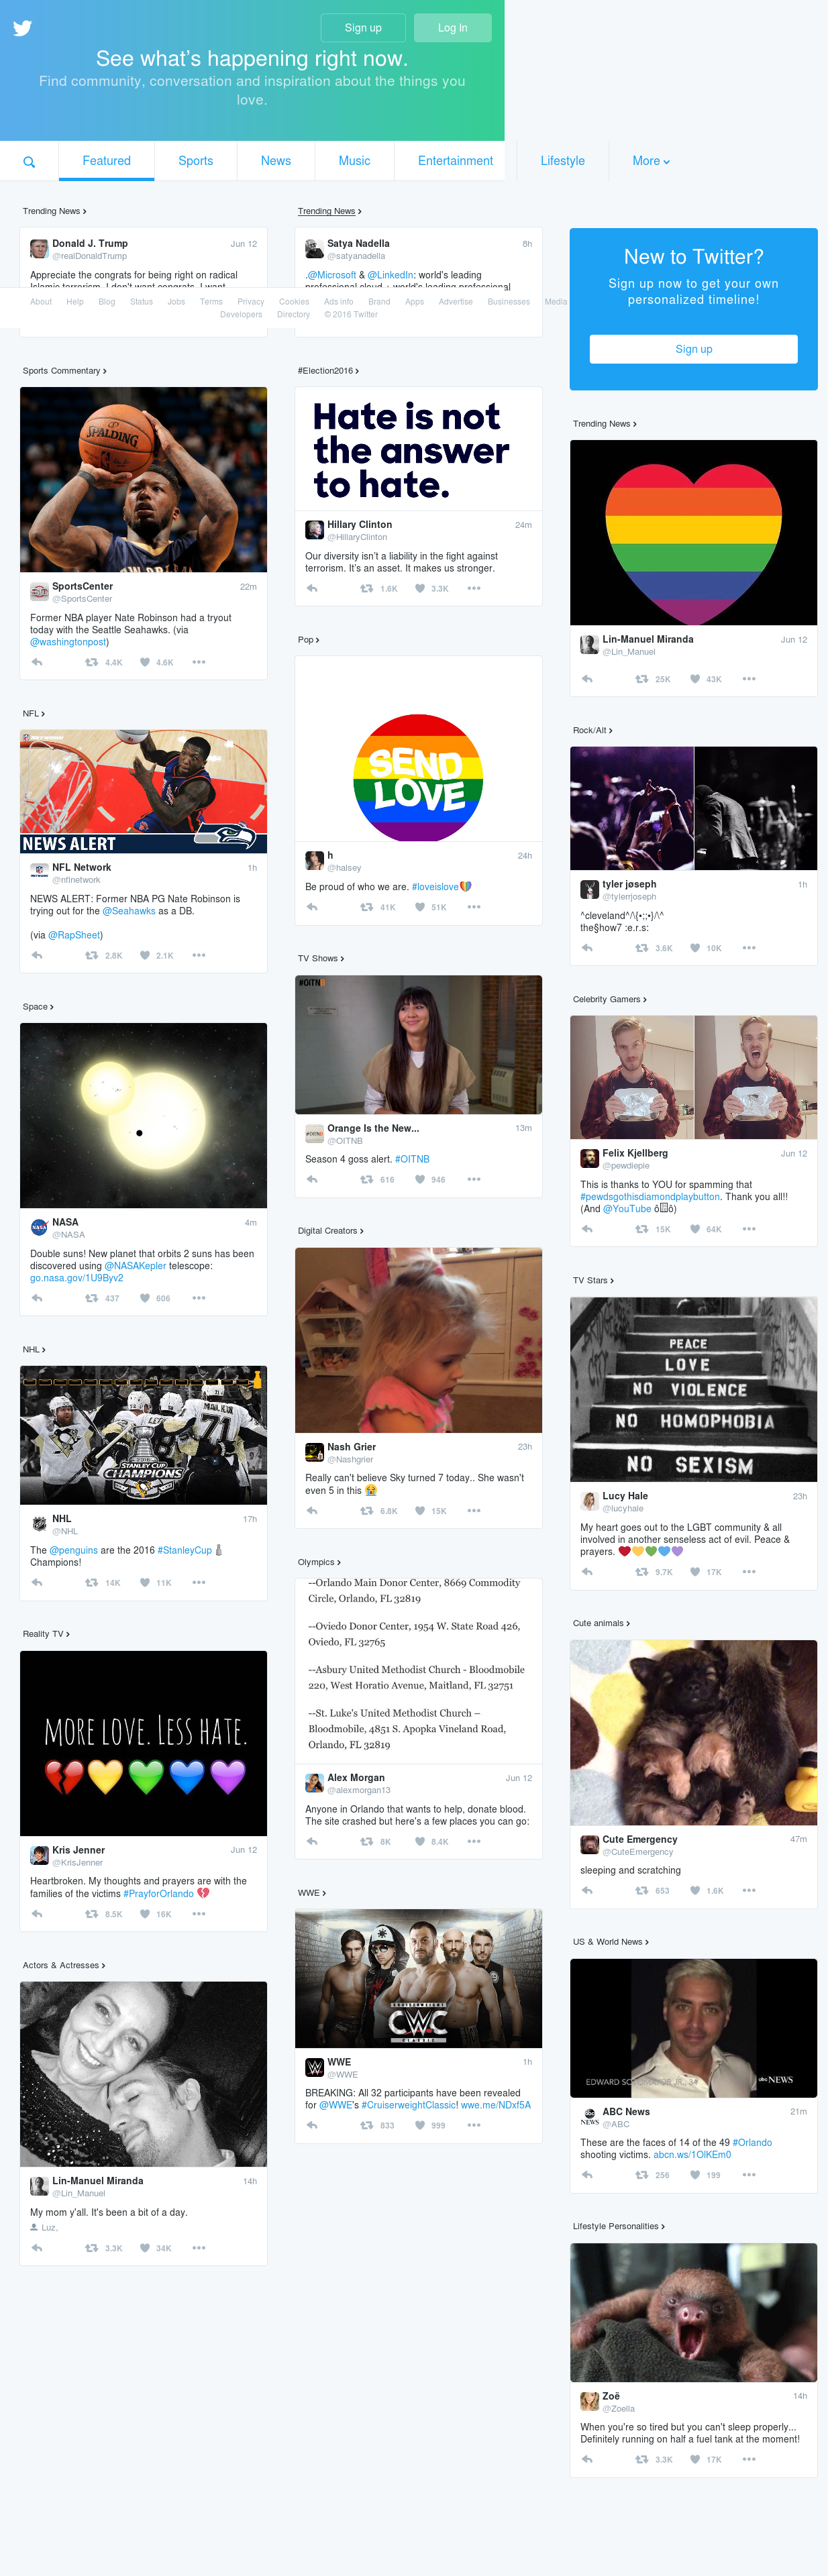 Sign up
Log In
See what's happening right now.
Find community, conversation and inspiration about the things you
love.
Featured
Sports
News
Music
Entertainment
Lifestyle
More
Trending News
Donald J. Trump
Jun 12
@realDonaldTrump
Appreciate the congrats for being right on radical
Islamic terrorism, I don't want congrats, I want
About
Help
Blog
Status
Jobs
Terms
Privacy
Cookies
Ads info
Brand
Apps
Advertise
Businesses
Media
Developers
Directory
© 2016 Twitter
Sports Commentary
SPALDING
SportsCenter
22m
@SportsCenter
Former NBA player Nate Robinson had a tryout
today with the Seattle Seahawks. (via
@washingtonpost)
4.4K
4.6K
NFL
NEWS ALERT
NFL Network
1h
@nflnetwork
NEWS ALERT: Former NBA PG Nate Robinson is
trying out for the @Seahawks as a DB.
(via @RapSheet)
2.8K
2.1K
Space
NASA
4m
@NASA
Double suns! New planet that orbits 2 suns has been
discovered using @NASAKepler telescope:
go.nasa.gov/1U9Byv2
437
606
NHL
71
STANLEY CUP
CHAMPIONS
NHL
17h
@NHL
The @penguins are the 2016 #StanleyCup
Champions!
14K
11K
Reality TV
MORE LOVE. LESS HATE.
Kris Jenner
Jun 12
@KrisJenner
Heartbroken. My thoughts and prayers are with the
families of the victims #PrayforOrlando 💔
8.5K
16K
Actors & Actresses
Lin-Manuel Miranda
14h
@Lin_Manuel
My mom y'all. It's been a bit of a day.
Luz,
3.3K
34K
Trending News
Satya Nadella
8h
@satyanadella
.@Microsoft & @LinkedIn: world's leading
professional cloud + world's leading professional
#Election2016
Hate is not
the answer
to hate.
Hillary Clinton
24m
@HillaryClinton
Our diversity isn't a liability in the fight against
terrorism. It's an asset. It makes us stronger.
1.6K
3.3K
Pop
SEND
LOVE
h
24h
@halsey
Be proud of who we are. #loveislove
41K
51K
TV Shows
#OITNB
Orange Is the New...
13m
@OITNB
Season 4 goss alert. #OITNB
616
946
Digital Creators
Nash Grier
23h
@Nashgrier
Really can't believe Sky turned 7 today.. She wasn't
even 5 in this 😭
6.8K
15K
Olympics
--Orlando Main Donor Center, 8669 Commodity
Circle, Orlando, FL 32819
--Oviedo Donor Center, 1954 W. State Road 426,
Oviedo, FL 32765
--Asbury United Methodist Church - Bloodmobile
220, West Horatio Avenue, Maitland, FL 32751
--St. Luke's United Methodist Church –
Bloodmobile, 4851 S. Apopka Vineland Road,
Orlando, FL 32819
Alex Morgan
Jun 12
@alexmorgan13
Anyone in Orlando that wants to help, donate blood.
The site crashed but here's a few places you can go:
8K
8.4K
WWE
CRUISERWEIGHT
CWC
CLASSIC
WWE
1h
@WWE
BREAKING: All 32 participants have been revealed
for @WWE's #CruiserweightClassic! wwe.me/NDxf5A
833
999
New to Twitter?
Sign up now to get your own
personalized timeline!
Sign up
Trending News
Lin-Manuel Miranda
Jun 12
@Lin_Manuel
25K
43K
Rock/Alt
tyler jøseph
1h
@tylerrjoseph
^cleveland^/\{•;;•}/\^
the§how7 :e.r.s:
3.6K
10K
Celebrity Gamers
Felix Kjellberg
Jun 12
@pewdiepie
This is thanks to YOU for spamming that
#pewdsgothisdiamondplaybutton. Thank you all!!
(And @YouTube
15K
64K
TV Stars
PEACE
LOVE
NO VIOLENCE
NO HOMOPHOBIA
NO SEXISM
Lucy Hale
23h
@lucyhale
My heart goes out to the LGBT community & all
involved in another senseless act of evil. Peace &
prayers. ❤️💛💚💙💜
9.7K
17K
Cute animals
Cute Emergency
47m
@CuteEmergency
sleeping and scratching
653
1.8K
US & World News
abc NEWS
ABC News
21m
@ABC
These are the faces of 14 of the 49 #Orlando
shooting victims. abcn.ws/1OlKEm0
256
199
Lifestyle Personalities
Zoë
14h
@Zoella
When you're so tired but you can't sleep properly...
Definitely running on half a fuel tank at the moment!
3.3K
17K